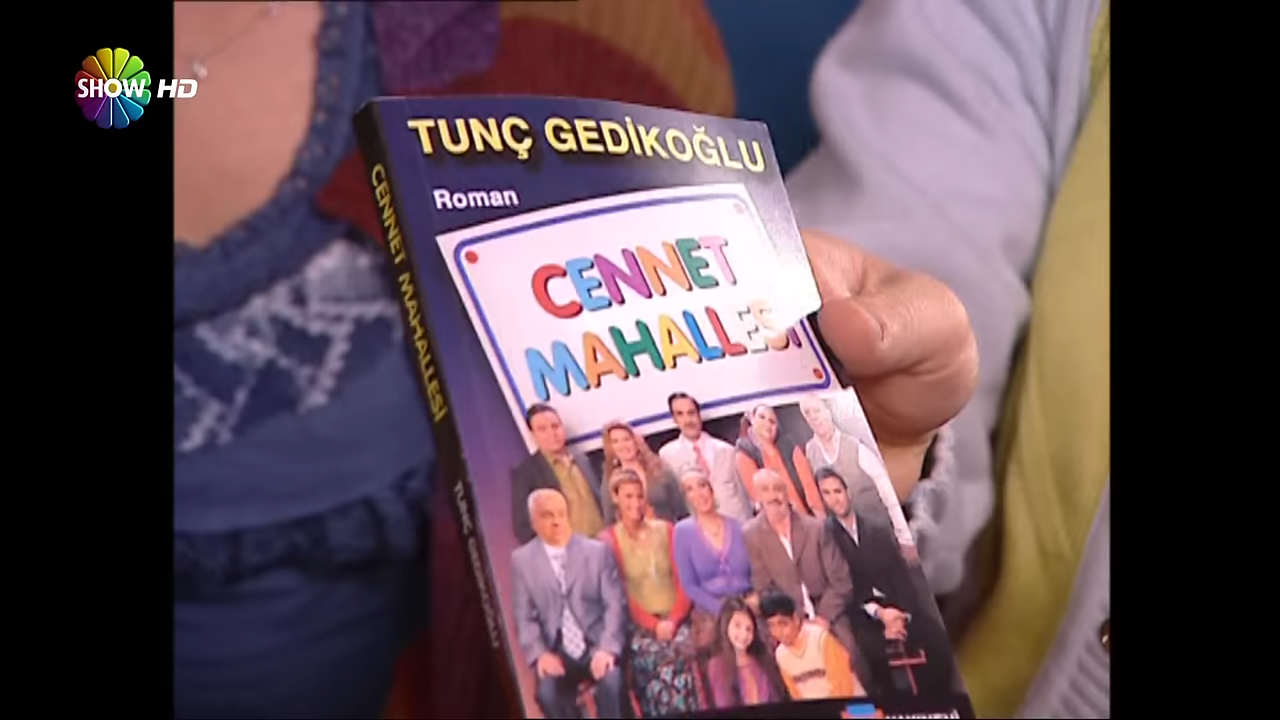 SHOW HD
TUNÇ GEDİKOĞLU
Roman
CENNET
MAHALLESİ
CENNET MAHALLESİ
TUNÇ GEDİKOĞLU